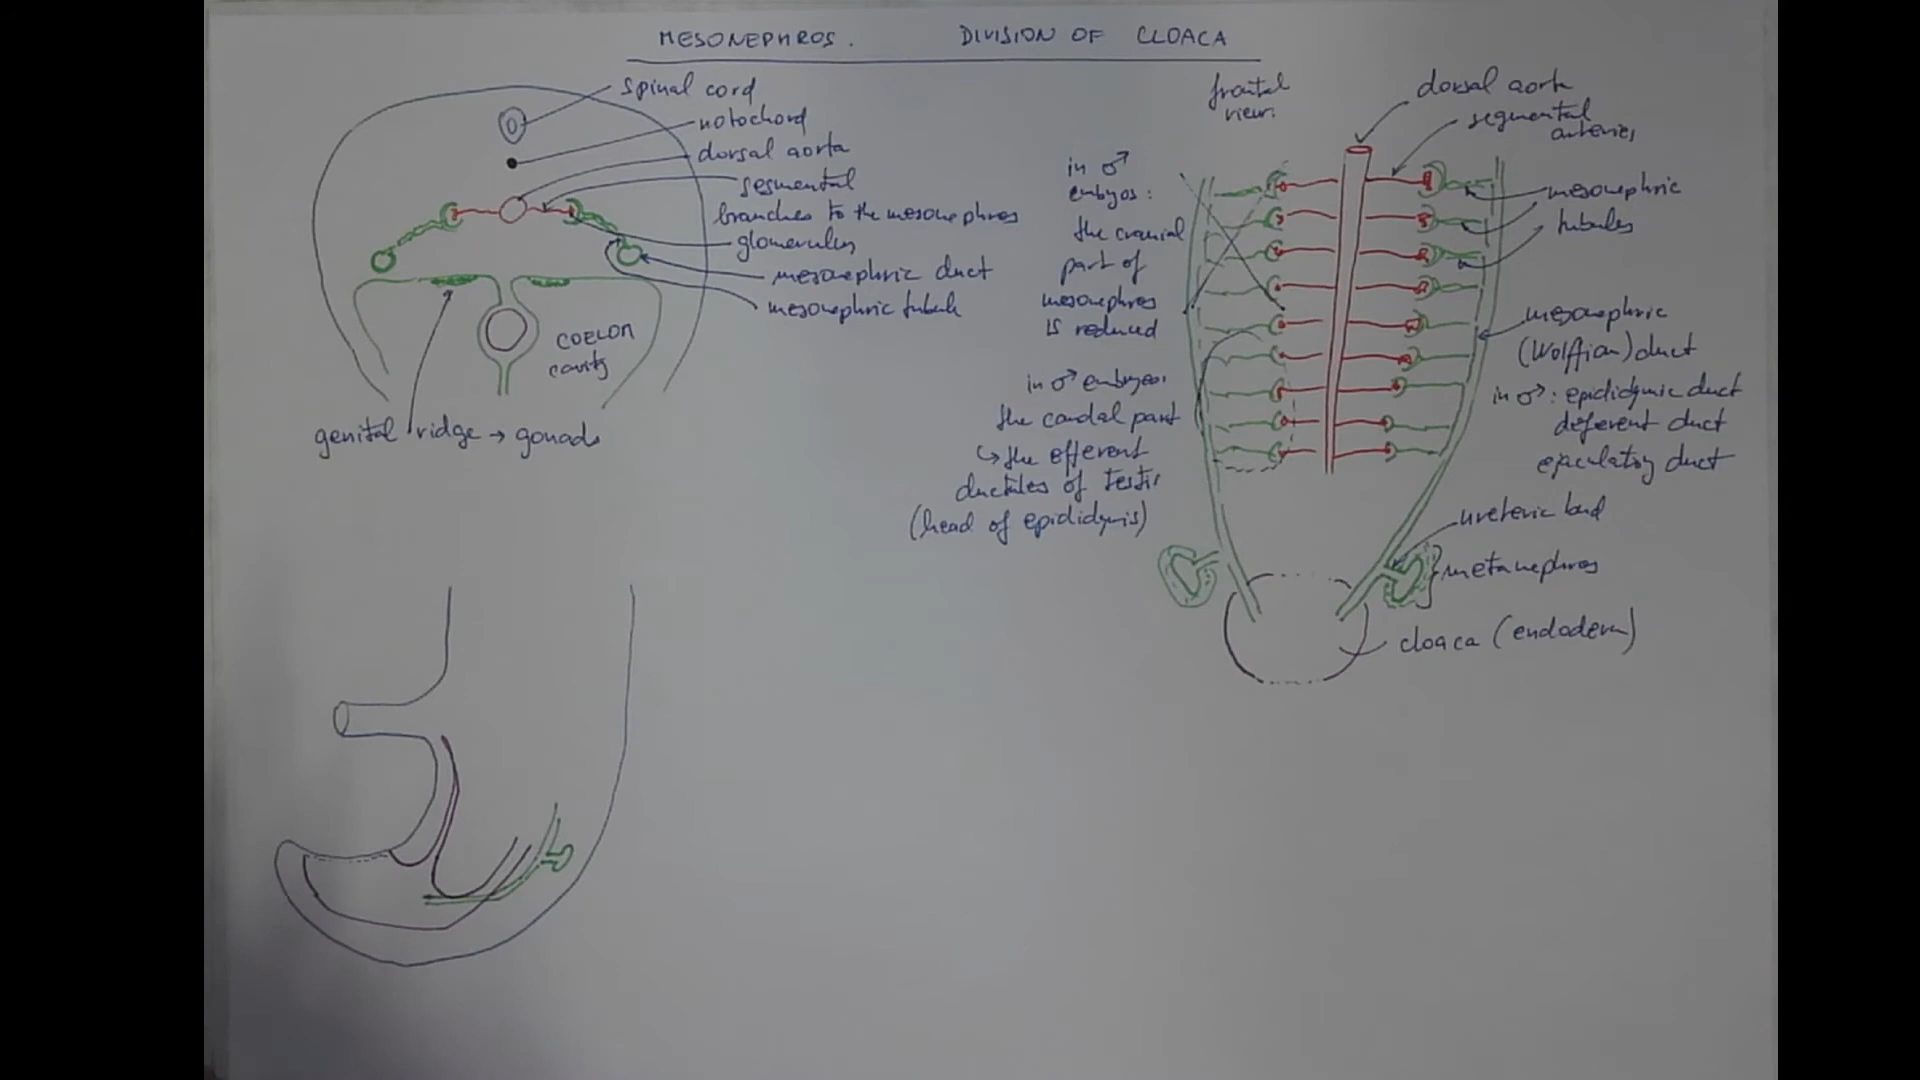 MESONEPHROS. DIVISION OF CLOACA
spinal cord
notochord
dorsal aorta
segmental
branches to the mesonephros
glomerulus
mesonephric duct
mesonephric tubule
COELOM
cavity
genital ridge → gonads
frontal
view.
dorsal aorta
segmental
arteries
in ♂
embryos:
the cranial
part of
mesonephros
is reduced
in ♂ embryos.
the caudal part
↳ the efferent
ductules of testis
(head of epididymis)
mesonephric
tubules
mesonephric
(Wolffian) duct
in ♂: epididymic duct
deferent duct
ejaculatory duct
ureteric bud
metanephros
cloaca (endoderm)